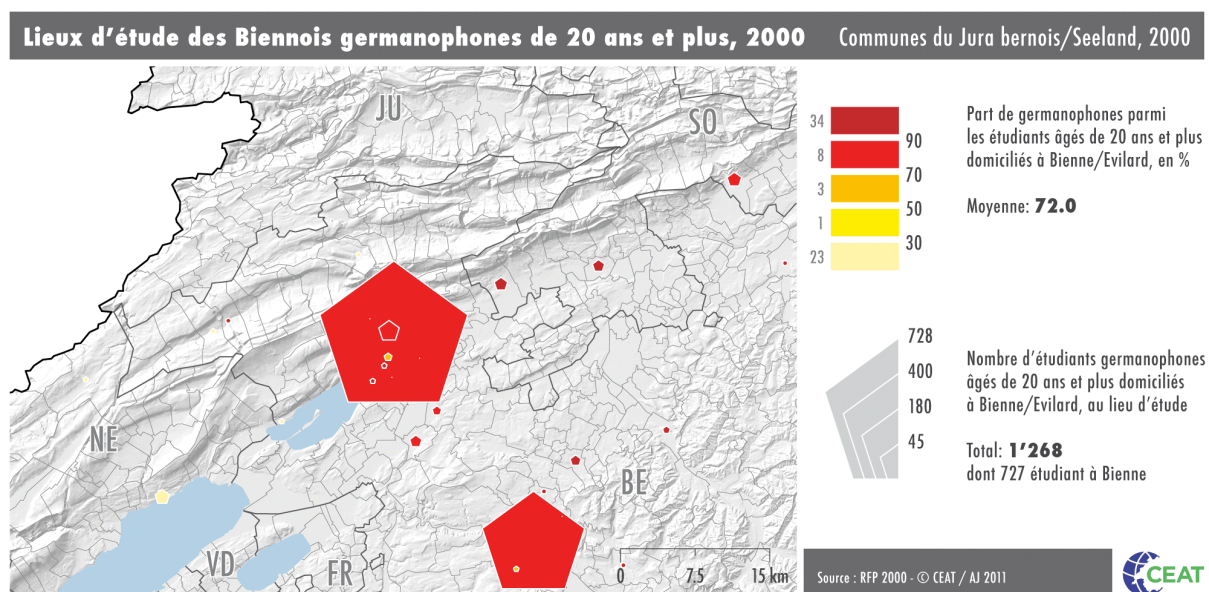 Lieux d’étude des Biennois germanophones de 20 ans et plus, 2000
Communes du Jura bernois/Seeland, 2000
JU
SO
NE
BE
VD
FR
0 7.5 15 km
34
8
3
1
23
90
70
50
30
Part de germanophones parmi
les étudiants âgés de 20 ans et plus
domiciliés à Bienne/Evilard, en %
Moyenne: 72.0
728
400
180
45
Nombre d’étudiants germanophones
âgés de 20 ans et plus domiciliés
à Bienne/Evilard, au lieu d’étude
Total: 1’268
dont 727 étudiant à Bienne
Source : RFP 2000 - © CEAT / AJ 2011
CEAT